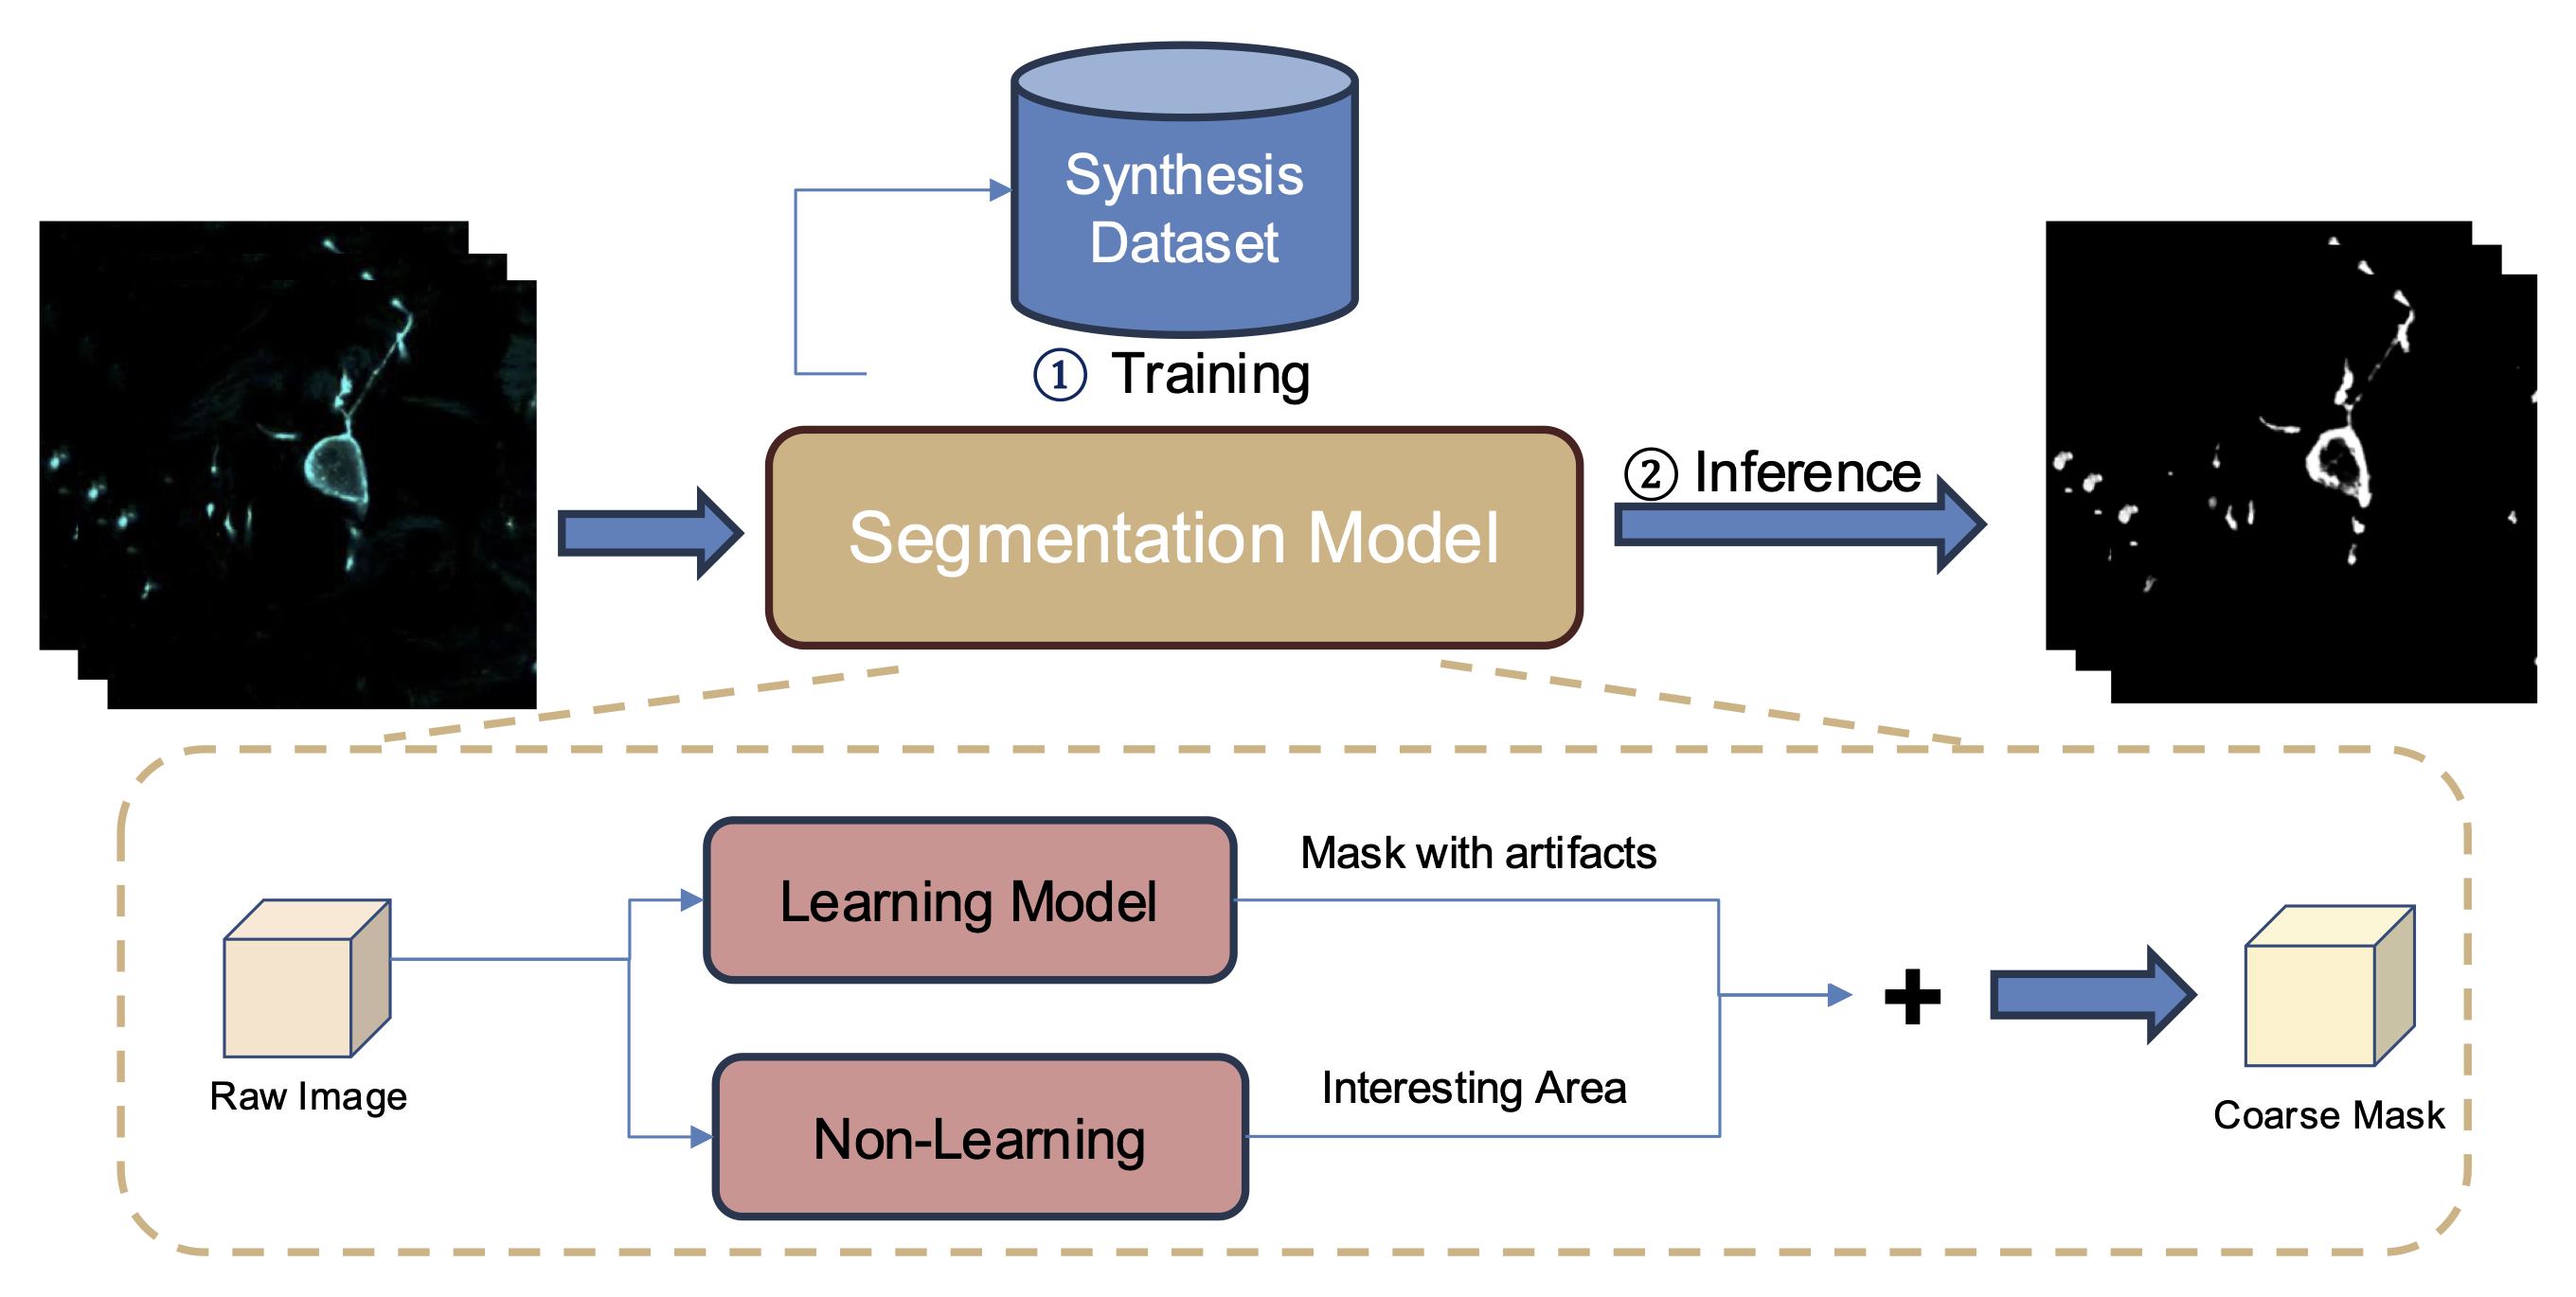 Synthesis
Dataset
① Training
② Inference
Segmentation Model
Mask with artifacts
Learning Model
Interesting Area
Raw Image
Non-Learning
+
Coarse Mask